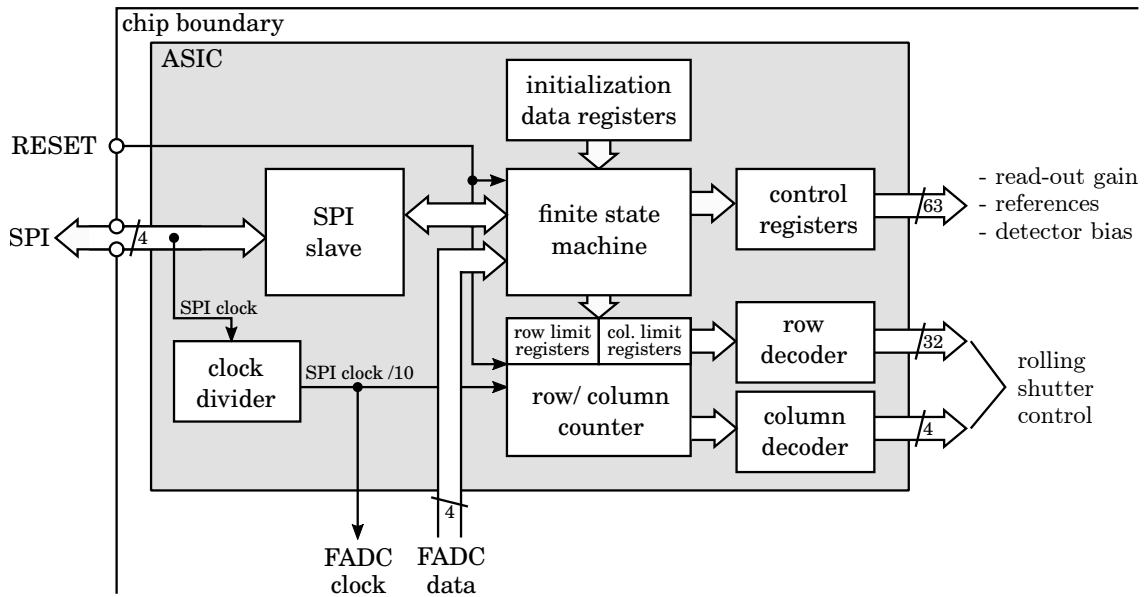 chip boundary
ASIC
initialization
data registers
RESET
SPI
4
SPI
slave
finite state
machine
control
registers
63
- read-out gain
- references
- detector bias
SPI clock
clock
divider
SPI clock /10
row limit
registers
col. limit
registers
row/ column
counter
row
decoder
32
column
decoder
4
rolling
shutter
control
4
FADC
clock
FADC
data